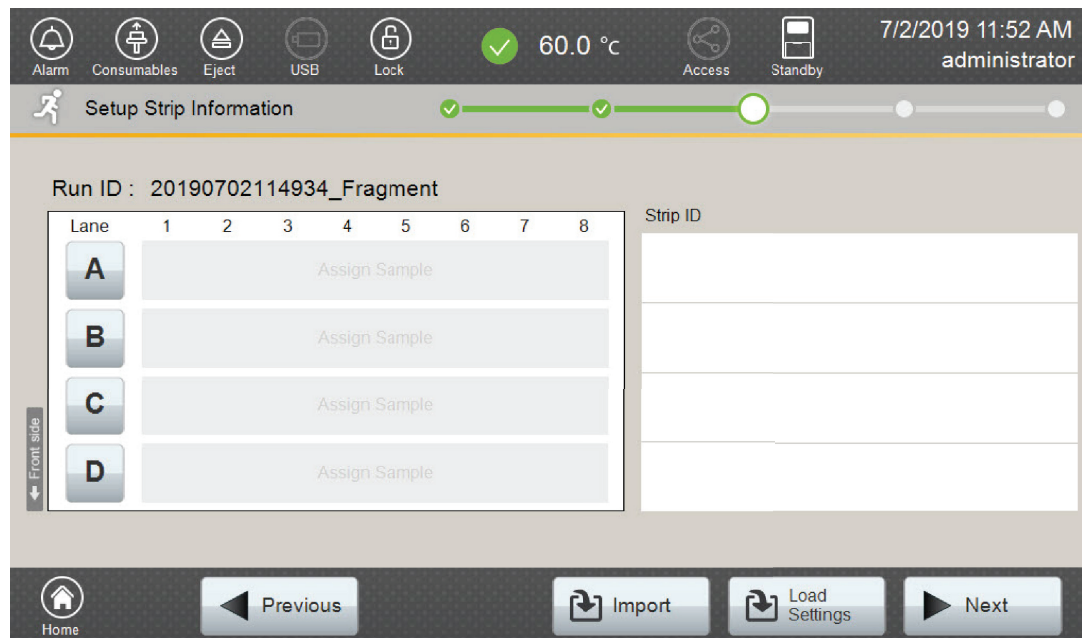 7/2/2019 11:52 AM
60.0 °c
administrator
Alarm Consumables Eject USB Lock Access Standby
Setup Strip Information
Run ID : 20190702114934_Fragment
Strip ID
Lane 1 2 3 4 5 6 7 8
A Assign Sample
B Assign Sample
C Assign Sample
D Assign Sample
Front side
Home Previous Import Load Settings Next